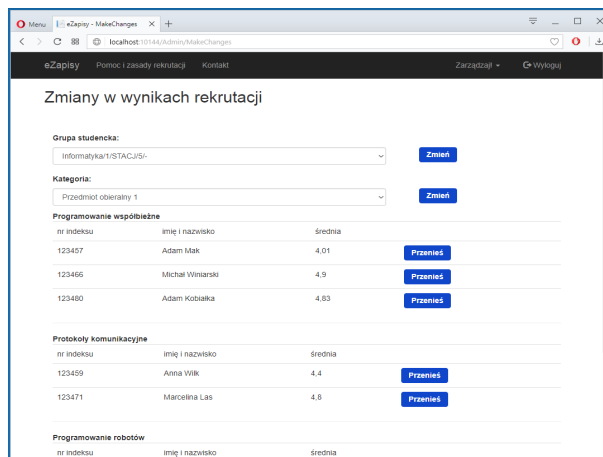 Menu eZapisy - MakeChanges
localhost:10144/Admin/MakeChanges
eZapisy Pomoc i zasady rekrutacji Kontakt Zarządzaj! Wyloguj
Zmiany w wynikach rekrutacji
Grupa studencka:
Informatyka/1/STACJ/5/- Zmień
Kategoria:
Przedmiot obieralny 1 Zmień
Programowanie współbieżne
nr indeksu imię i nazwisko średnia
123457 Adam Mak 4,01 Przenieś
123466 Michał Winiarski 4,9 Przenieś
123480 Adam Kobiałka 4,83 Przenieś
Protokoły komunikacyjne
nr indeksu imię i nazwisko średnia
123459 Anna Wilk 4,4 Przenieś
123471 Marcelina Las 4,8 Przenieś
Programowanie robotów
nr indeksu imię i nazwisko średnia